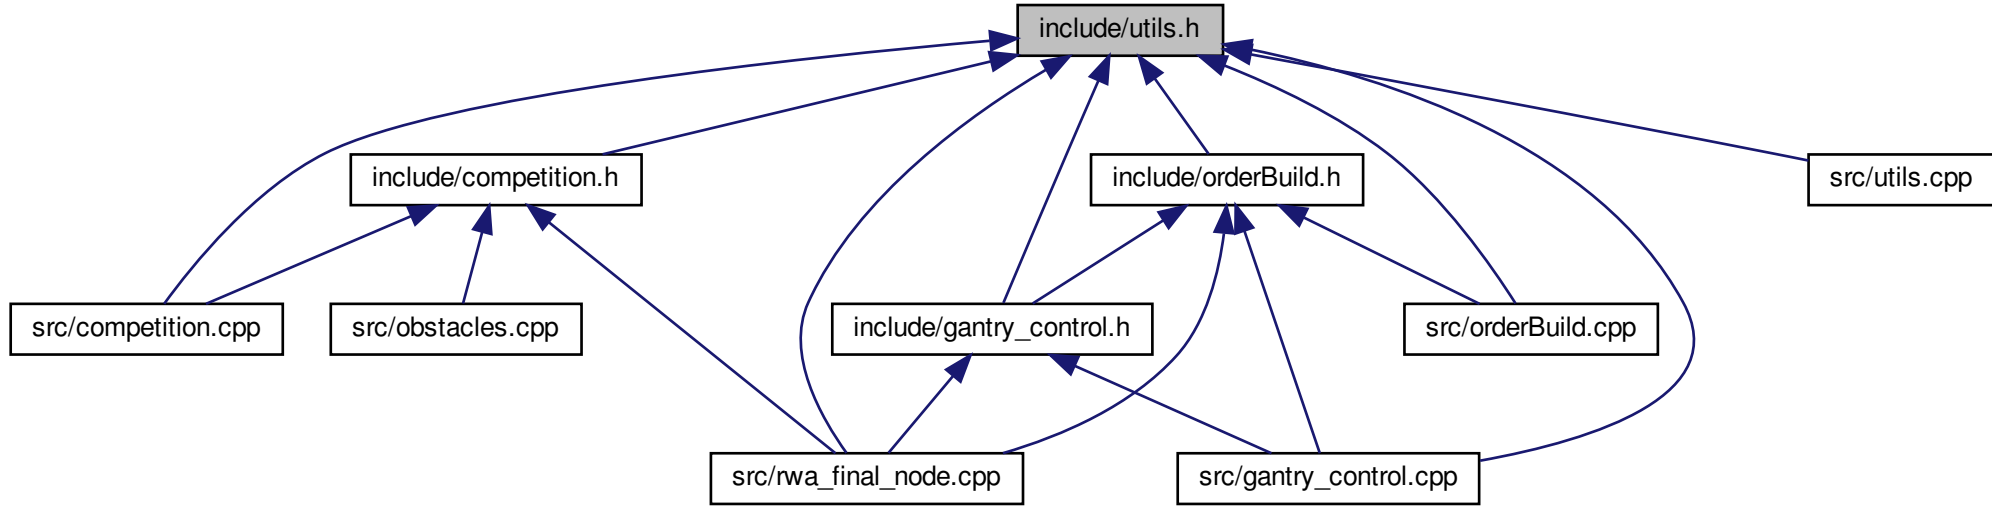 include/utils.h
include/competition.h
include/orderBuild.h
src/utils.cpp
src/competition.cpp
src/obstacles.cpp
include/gantry_control.h
src/orderBuild.cpp
src/rwa_final_node.cpp
src/gantry_control.cpp